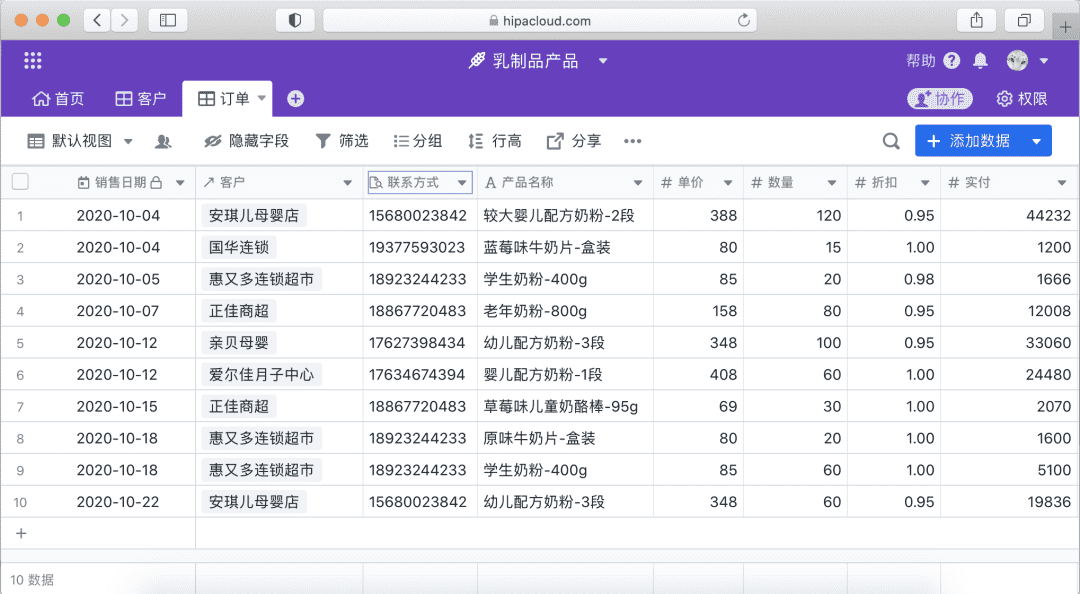 hipacloud.com
乳制品产品 帮助
首页 客户 订单 协作 权限
默认视图 隐藏字段 筛选 分组 行高 分享 ••• + 添加数据
销售日期 客户 联系方式 A 产品名称 # 单价 # 数量 # 折扣 # 实付
1 2020-10-04 安琪儿母婴店 15680023842 较大婴儿配方奶粉-2段 388 120 0.95 44232
2 2020-10-04 国华连锁 19377593023 蓝莓味牛奶片-盒装 80 15 1.00 1200
3 2020-10-05 惠又多连锁超市 18923244233 学生奶粉-400g 85 20 0.98 1666
4 2020-10-07 正佳商超 18867720483 老年奶粉-800g 158 80 0.95 12008
5 2020-10-12 亲贝母婴 17627398434 幼儿配方奶粉-3段 348 100 0.95 33060
6 2020-10-12 爱尔佳月子中心 17634674394 婴儿配方奶粉-1段 408 60 1.00 24480
7 2020-10-15 正佳商超 18867720483 草莓味儿童奶酪棒-95g 69 30 1.00 2070
8 2020-10-18 惠又多连锁超市 18923244233 原味牛奶片-盒装 80 20 1.00 1600
9 2020-10-18 惠又多连锁超市 18923244233 学生奶粉-400g 85 60 1.00 5100
10 2020-10-22 安琪儿母婴店 15680023842 幼儿配方奶粉-3段 348 60 0.95 19836
+
10 数据